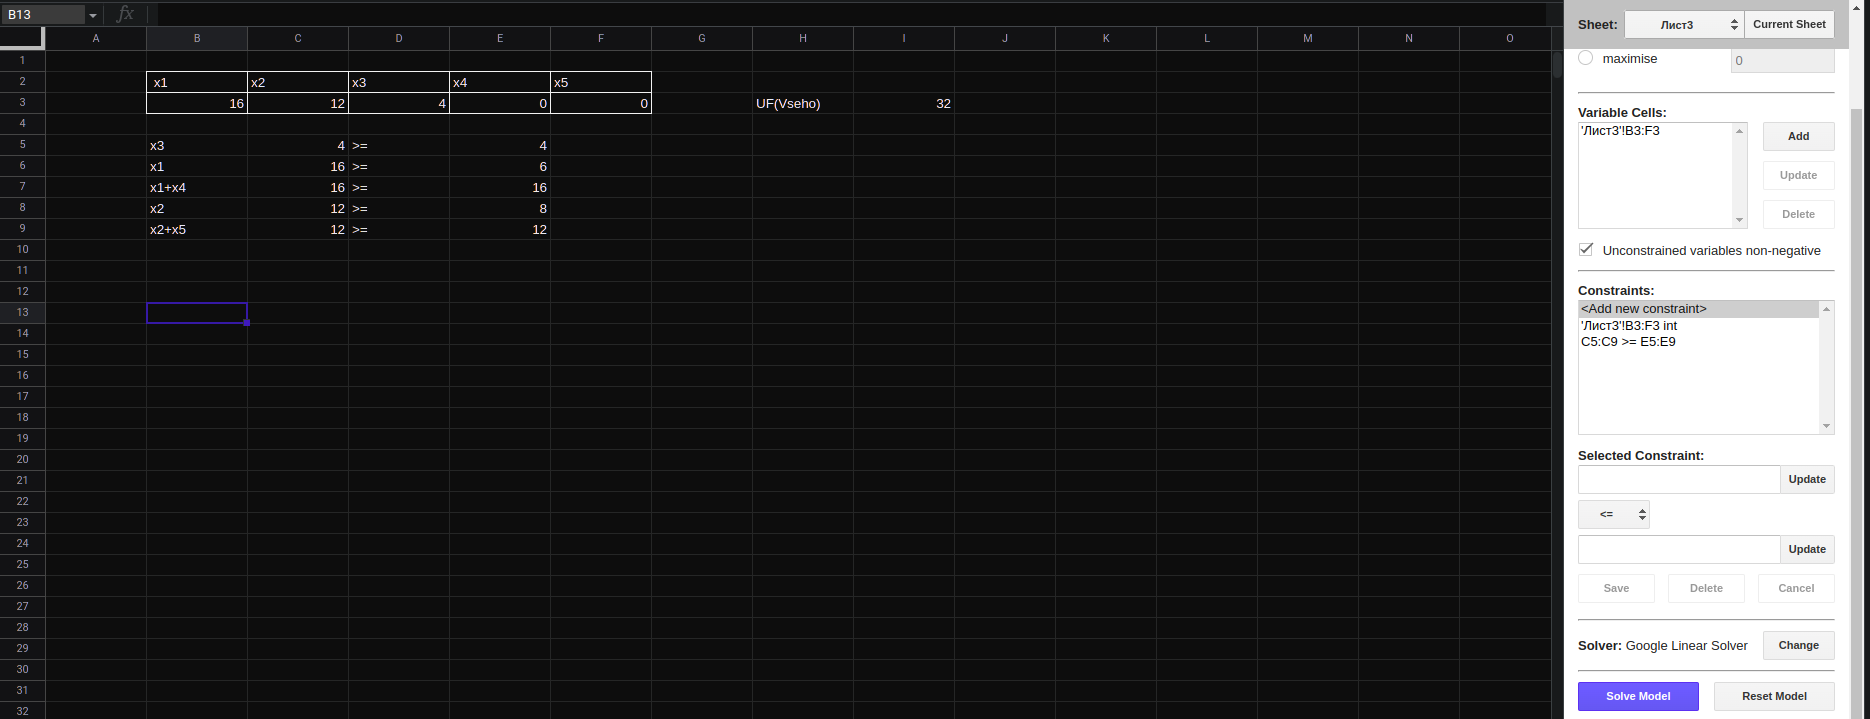 B13
fx
A B C D E F G H I J K L M N O
1
2 x1 x2 x3 x4 x5
3 16 12 4 0 0 UF(Vseho) 32
4
5 x3 4 >= 4
6 x1 16 >= 6
7 x1+x4 16 >= 16
8 x2 12 >= 8
9 x2+x5 12 >= 12
10
11
12
13
14
15
16
17
18
19
20
21
22
23
24
25
26
27
28
29
30
31
32
Sheet: Лист3 Current Sheet
maximise 0
Variable Cells:
'Лист3'!B3:F3
Add
Update
Delete
Unconstrained variables non-negative
Constraints:
<Add new constraint>
'Лист3'!B3:F3 int
C5:C9 >= E5:E9
Selected Constraint:
Update
<=
Update
Save Delete Cancel
Solver: Google Linear Solver Change
Solve Model Reset Model